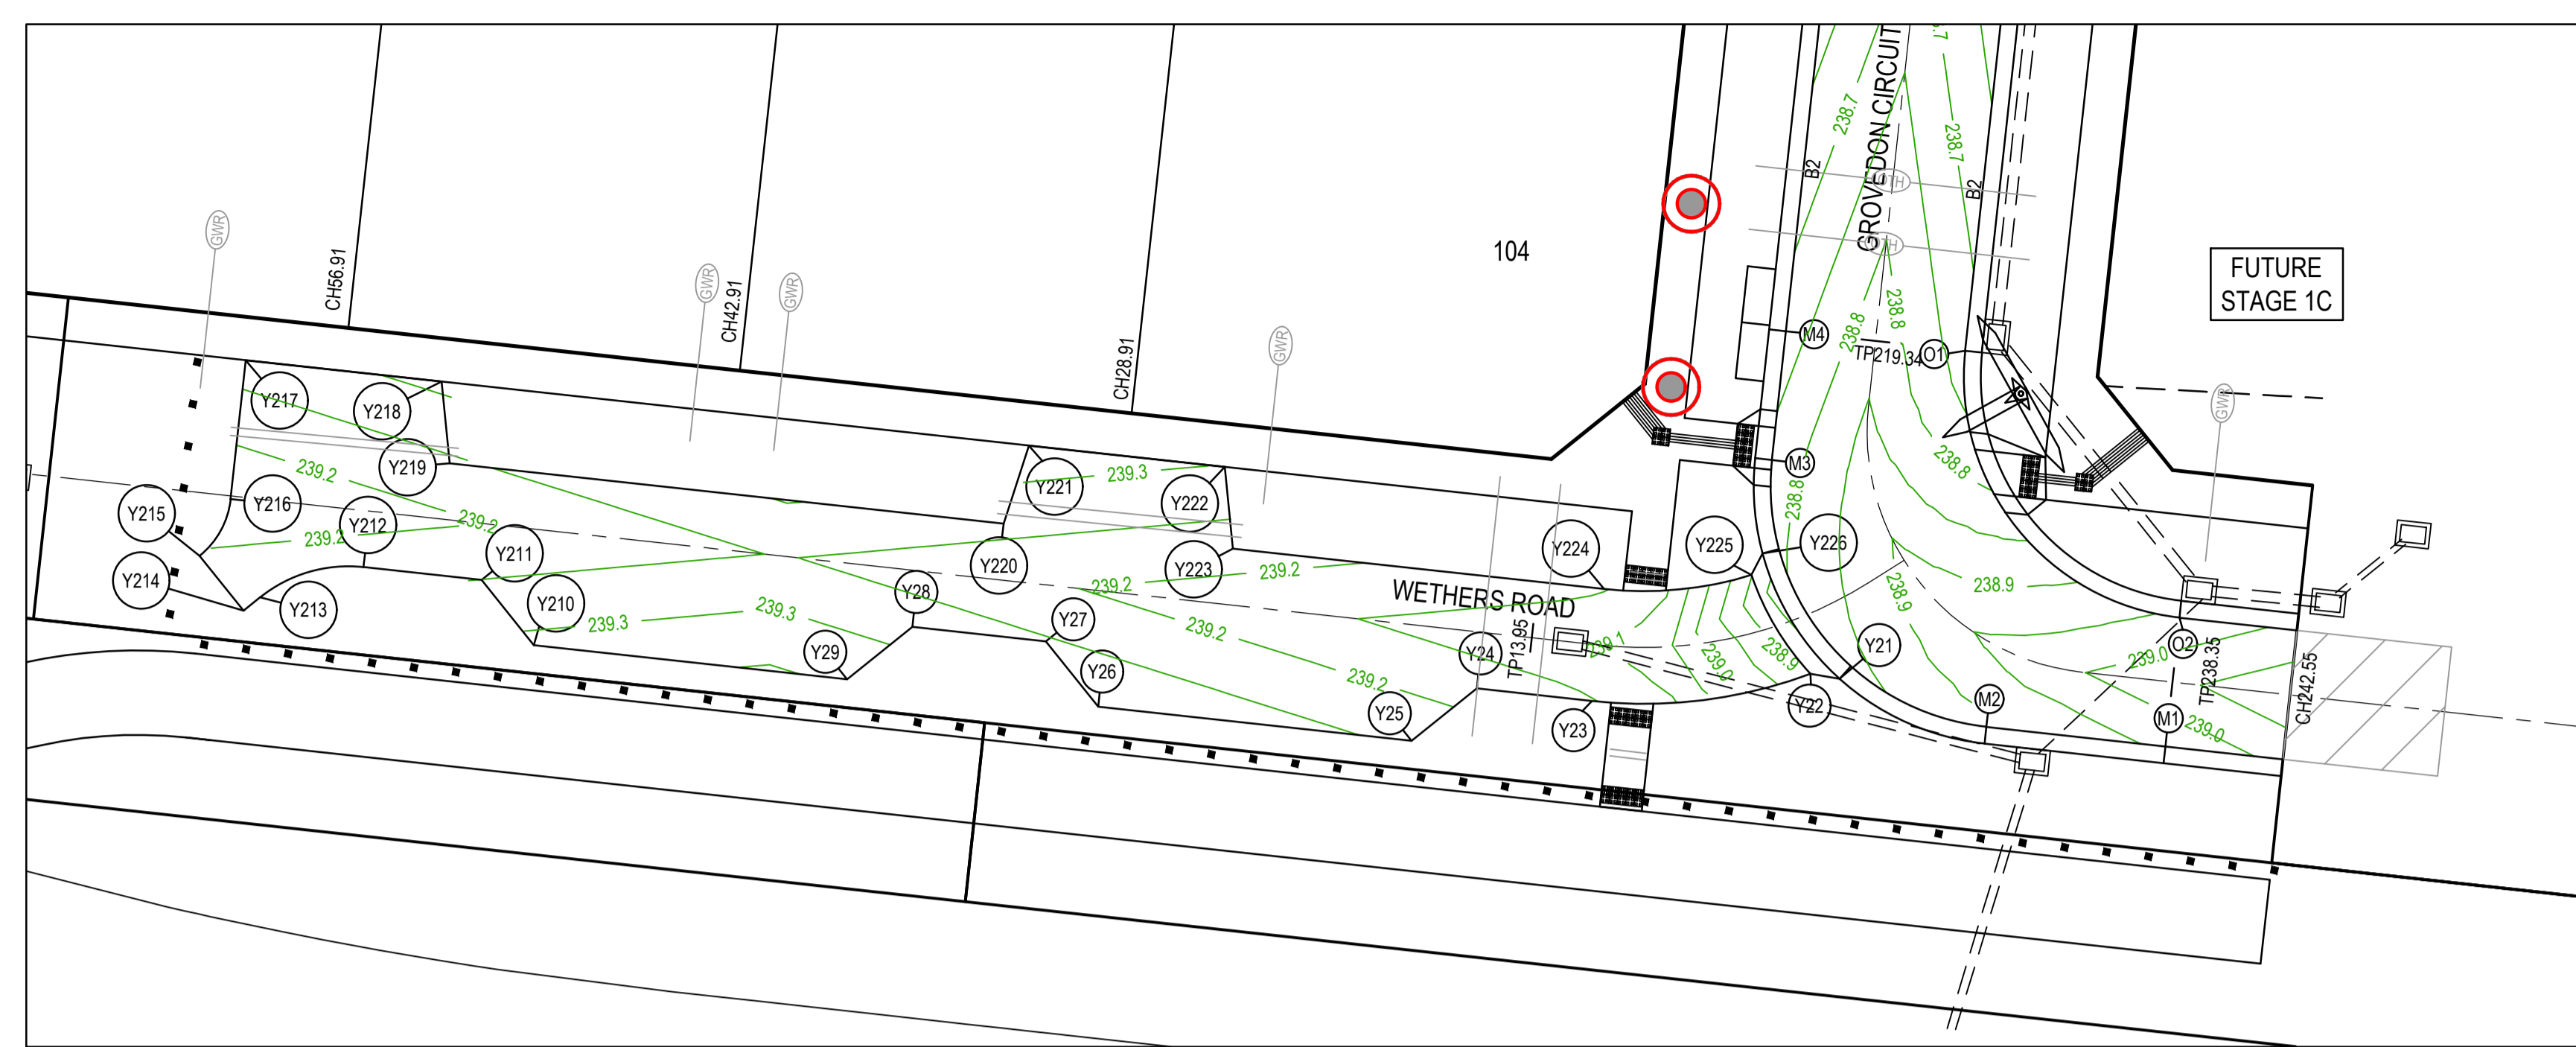 GROVEDON CIRCUIT
.7
238.7
238.7
B2
B2
OTH
OTH
104
FUTURE
STAGE 1C
GWR
GWR
GWR
GWR
GWR
CH56.91
CH42.91
CH28.91
238.8
238.8
M4
TP219.34
O1
Y217
Y218
Y219
239.2
Y216
Y215
Y212
239.2
239.2
Y211
Y214
Y213
Y210
239.3
239.3
Y28
Y29
Y221
239.3
Y222
Y220
Y223
239.2
239.2
Y27
Y26
239.2
239.2
Y25
Y24
TP13.95
WETHERS ROAD
Y224
Y225
Y226
M3
238.8
238.8
239.1
239.0
238.9
Y23
Y22
Y21
238.9
238.9
M2
M1
O2
239.0
239.0
TP238.35
CH242.55